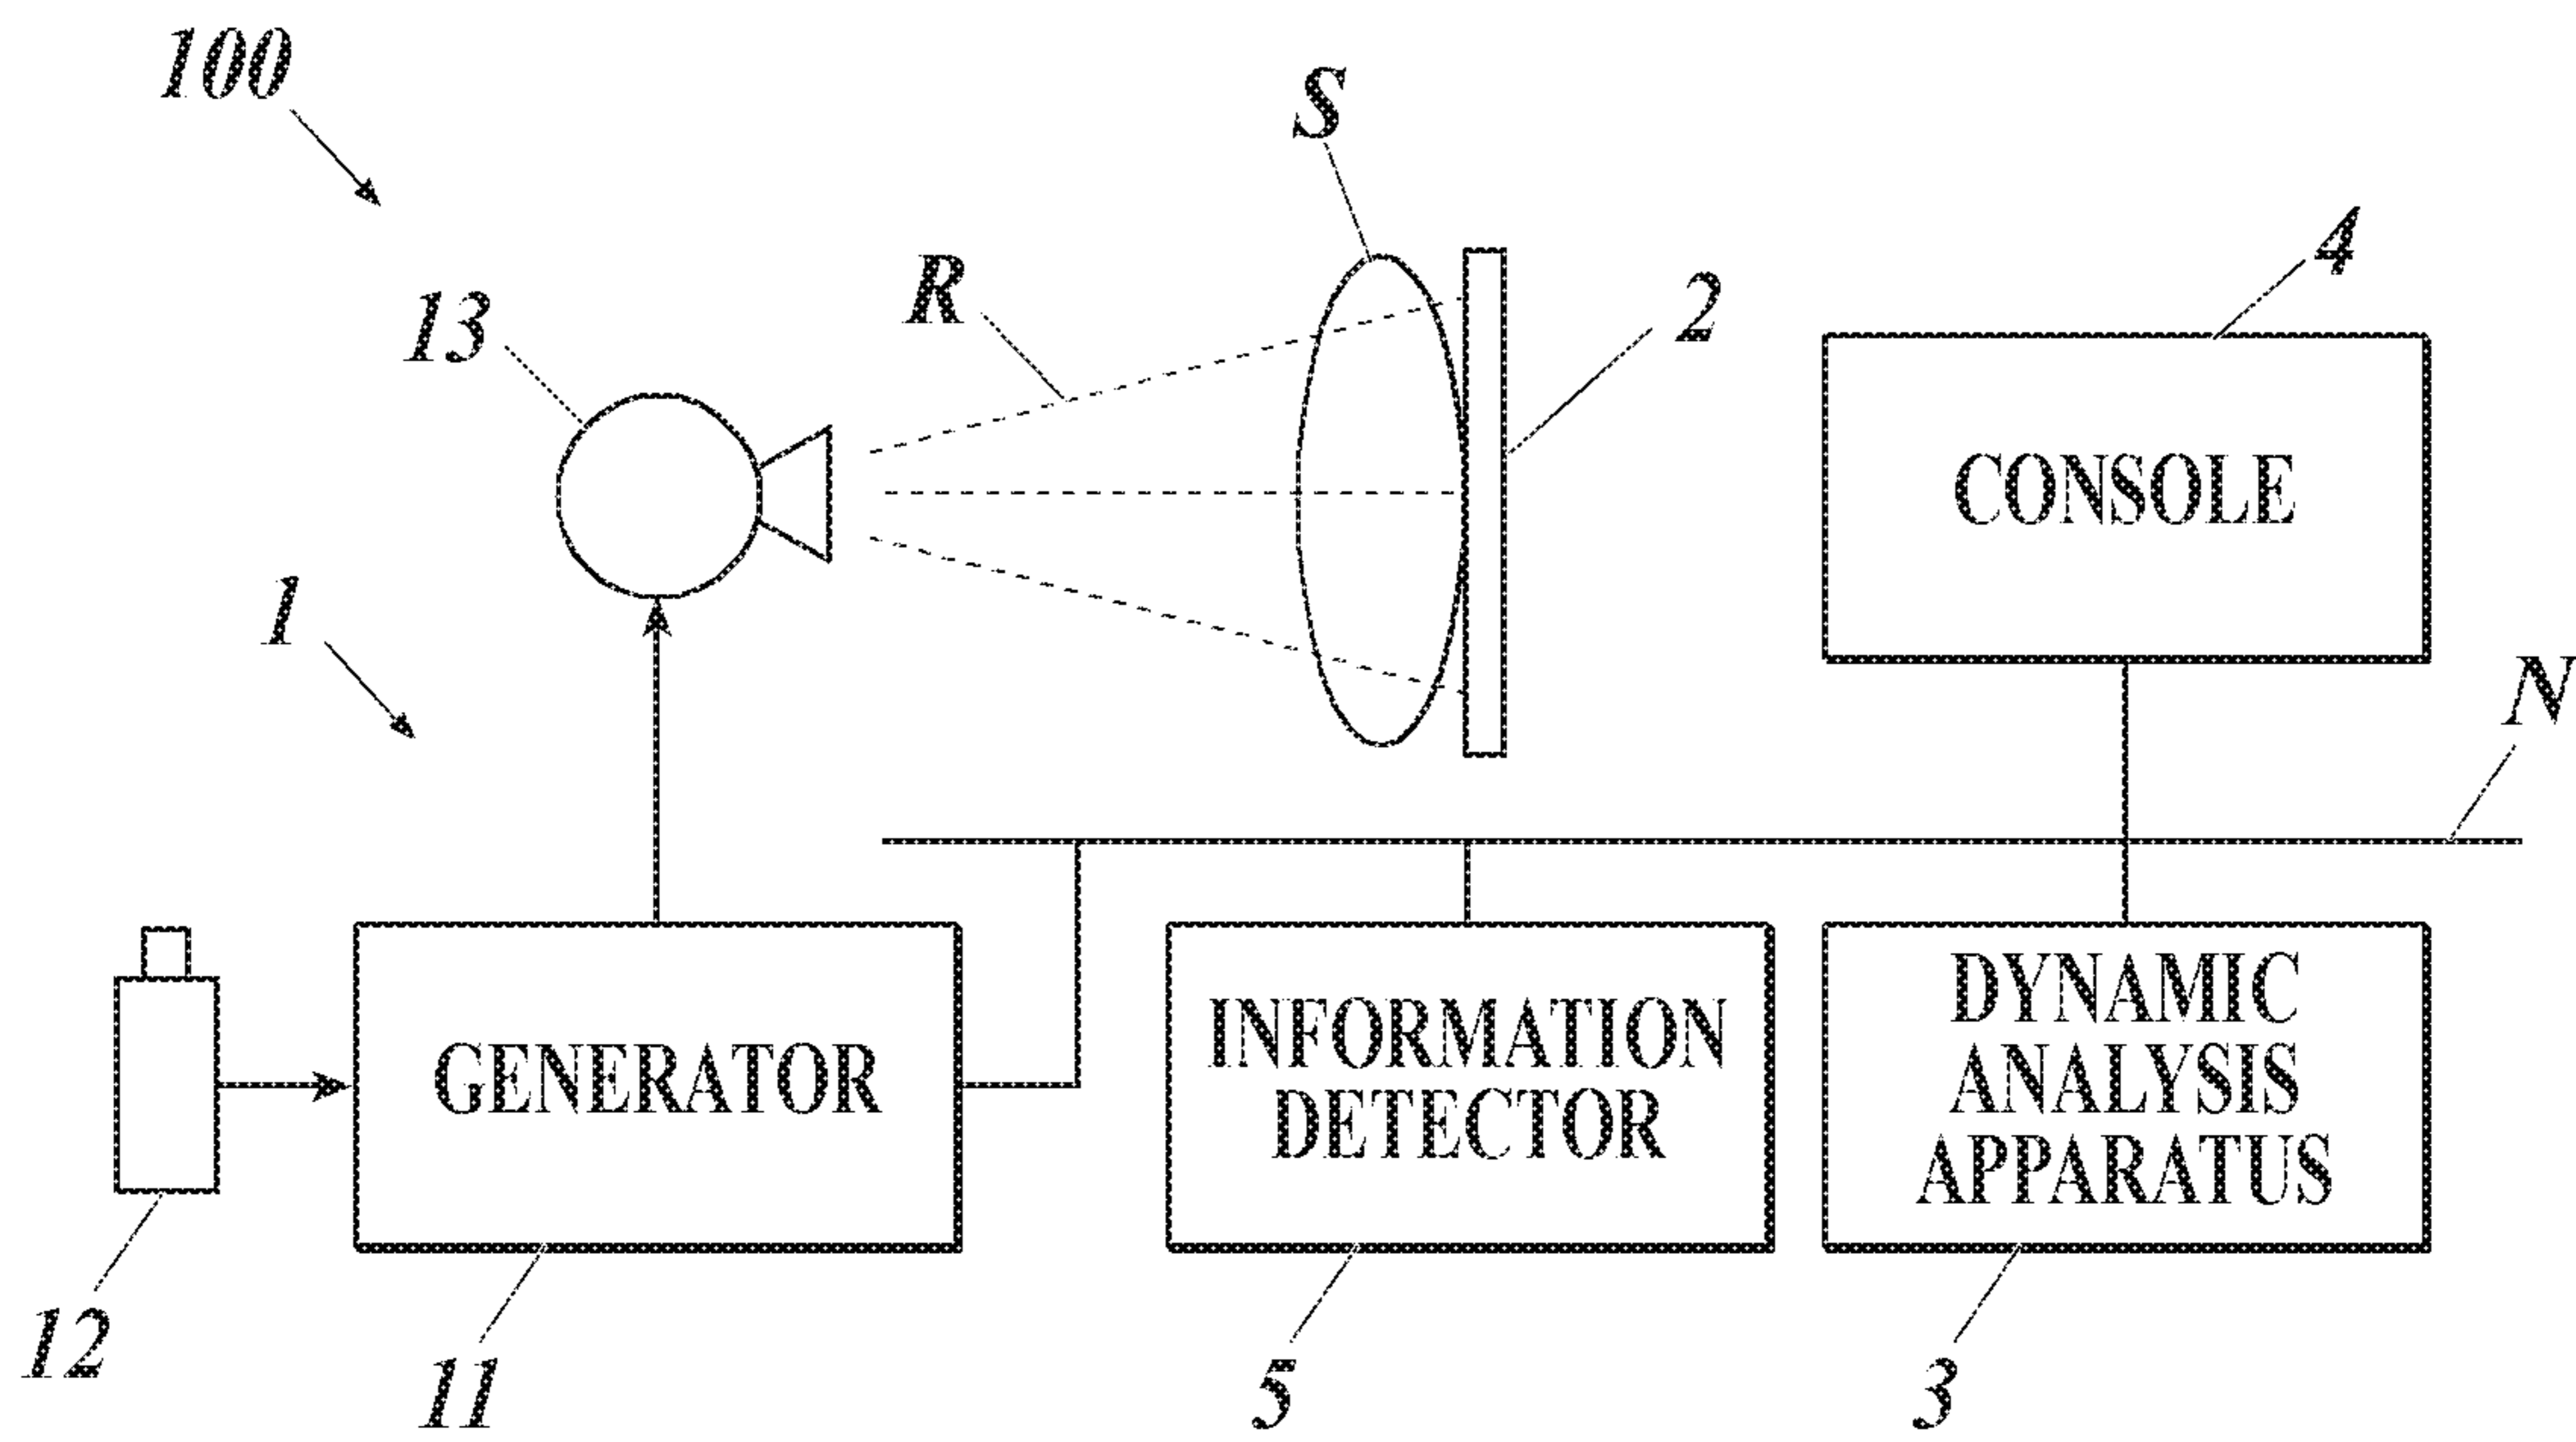 100
S
R
2
4
13
CONSOLE
1
N
GENERATOR
INFORMATION
DETECTOR
DYNAMIC
ANALYSIS
APPARATUS
12
11
5
3